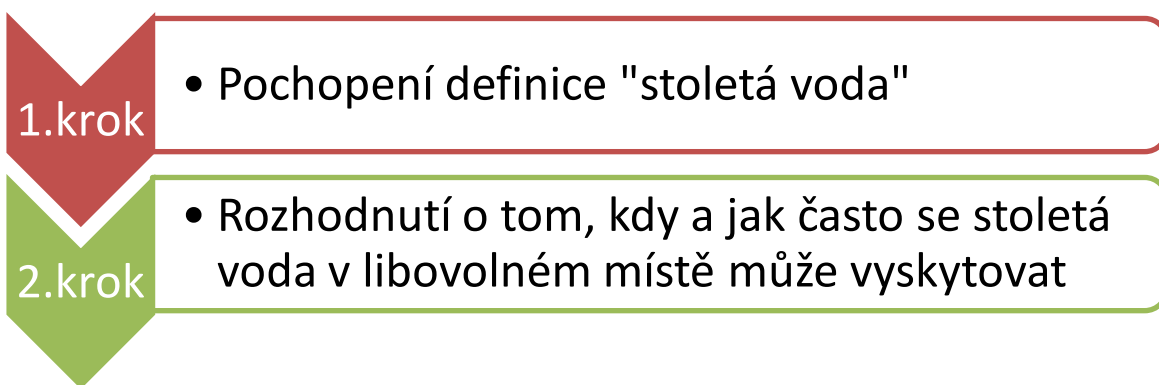 1.krok
• Pochopení definice "stoletá voda"
2.krok
• Rozhodnutí o tom, kdy a jak často se stoletá
voda v libovolném místě může vyskytovat